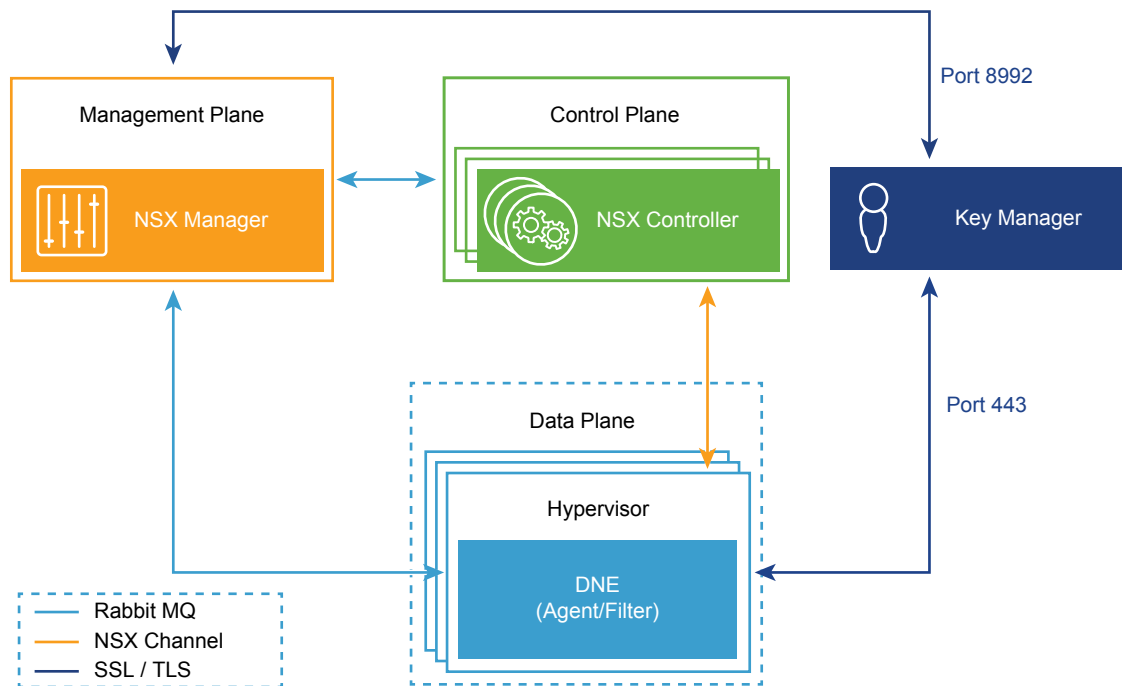 Port 8992
Management Plane
Control Plane
NSX Manager
NSX Controller
Key Manager
Data Plane
Port 443
Hypervisor
DNE
(Agent/Filter)
Rabbit MQ
NSX Channel
SSL / TLS